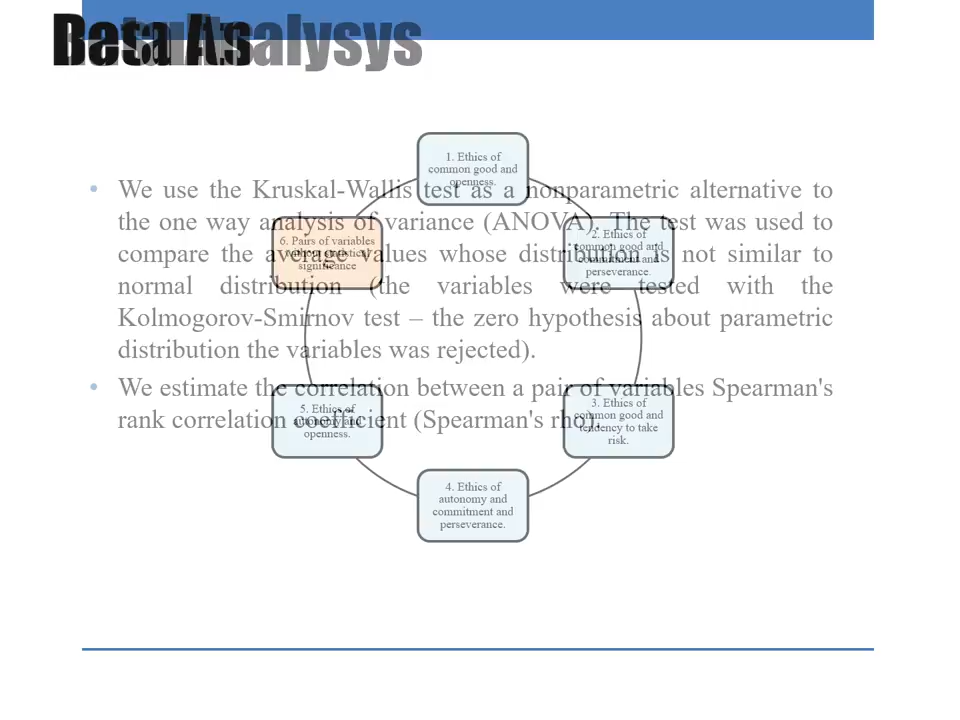 • We use the Kruskal-Wallis test as a nonparametric alternative to
the one way analysis of variance (ANOVA). The test was used to
compare the average values whose distribution is not similar to
normal distribution (the variables were tested with the
Kolmogorov-Smirnov test – the zero hypothesis about parametric
distribution the variables was rejected).
• We estimate the correlation between a pair of variables Spearman's
rank correlation coefficient (Spearman's rho).
1. Ethics of
common good and
openness.
2. Ethics of
common good and
commitment and
perseverance.
3. Ethics of
common good and
tendency to take
risk.
4. Ethics of
autonomy and
commitment and
perseverance.
5. Ethics of
autonomy and
openness.
6. Pairs of variables
without statistical
significance